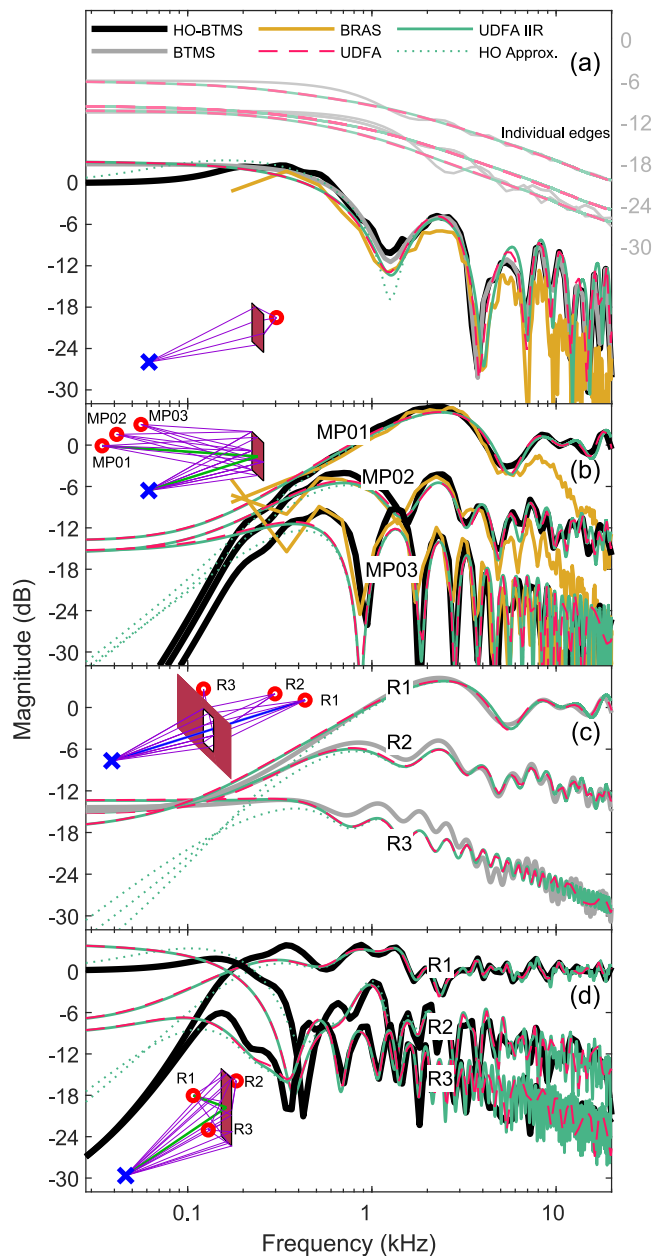 HO-BTMS BRAS UDFA IIR
BTMS UDFA HO Approx.
0
(a)
-6
-12
Individual edges
-18
-24
-30
0
-6
-12
-18
-24
-30
MP02 MP03
MP01
MP01
(b)
MP02
MP03
0
-6
-12
-18
-24
-30
R3 R2
R1
R1
(c)
R2
R3
0
-6
-12
-18
-24
-30
R1
(d)
R2
R3
R1 R2
R3
0
-6
-12
-18
-24
-30
0.1 1 10
Frequency (kHz)
Magnitude (dB)